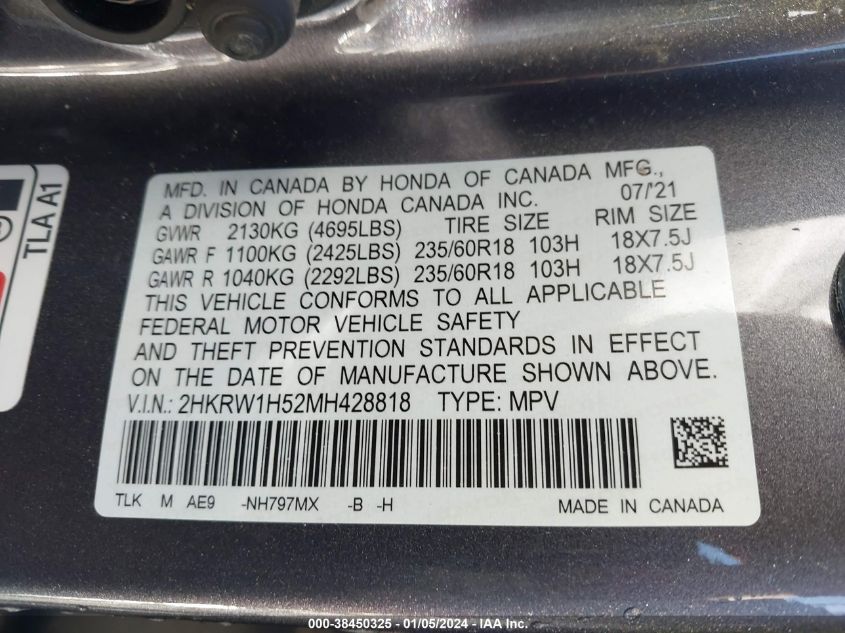 MFD. IN CANADA BY HONDA OF CANADA MFG.,
A DIVISION OF HONDA CANADA INC. 07/'21
GVWR 2130KG (4695LBS) TIRE SIZE RIM SIZE
GAWR F 1100KG (2425LBS) 235/60R18 103H 18X7.5J
GAWR R 1040KG (2292LBS) 235/60R18 103H 18X7.5J
THIS VEHICLE CONFORMS TO ALL APPLICABLE
FEDERAL MOTOR VEHICLE SAFETY
AND THEFT PREVENTION STANDARDS IN EFFECT
ON THE DATE OF MANUFACTURE SHOWN ABOVE.
V.I.N.: 2HKRW1H52MH428818 TYPE: MPV
TLK M AE9 -NH797MX -B -H MADE IN CANADA
TLA A1
000-38450325 - 01/05/2024 - COPART © IAA, LLC